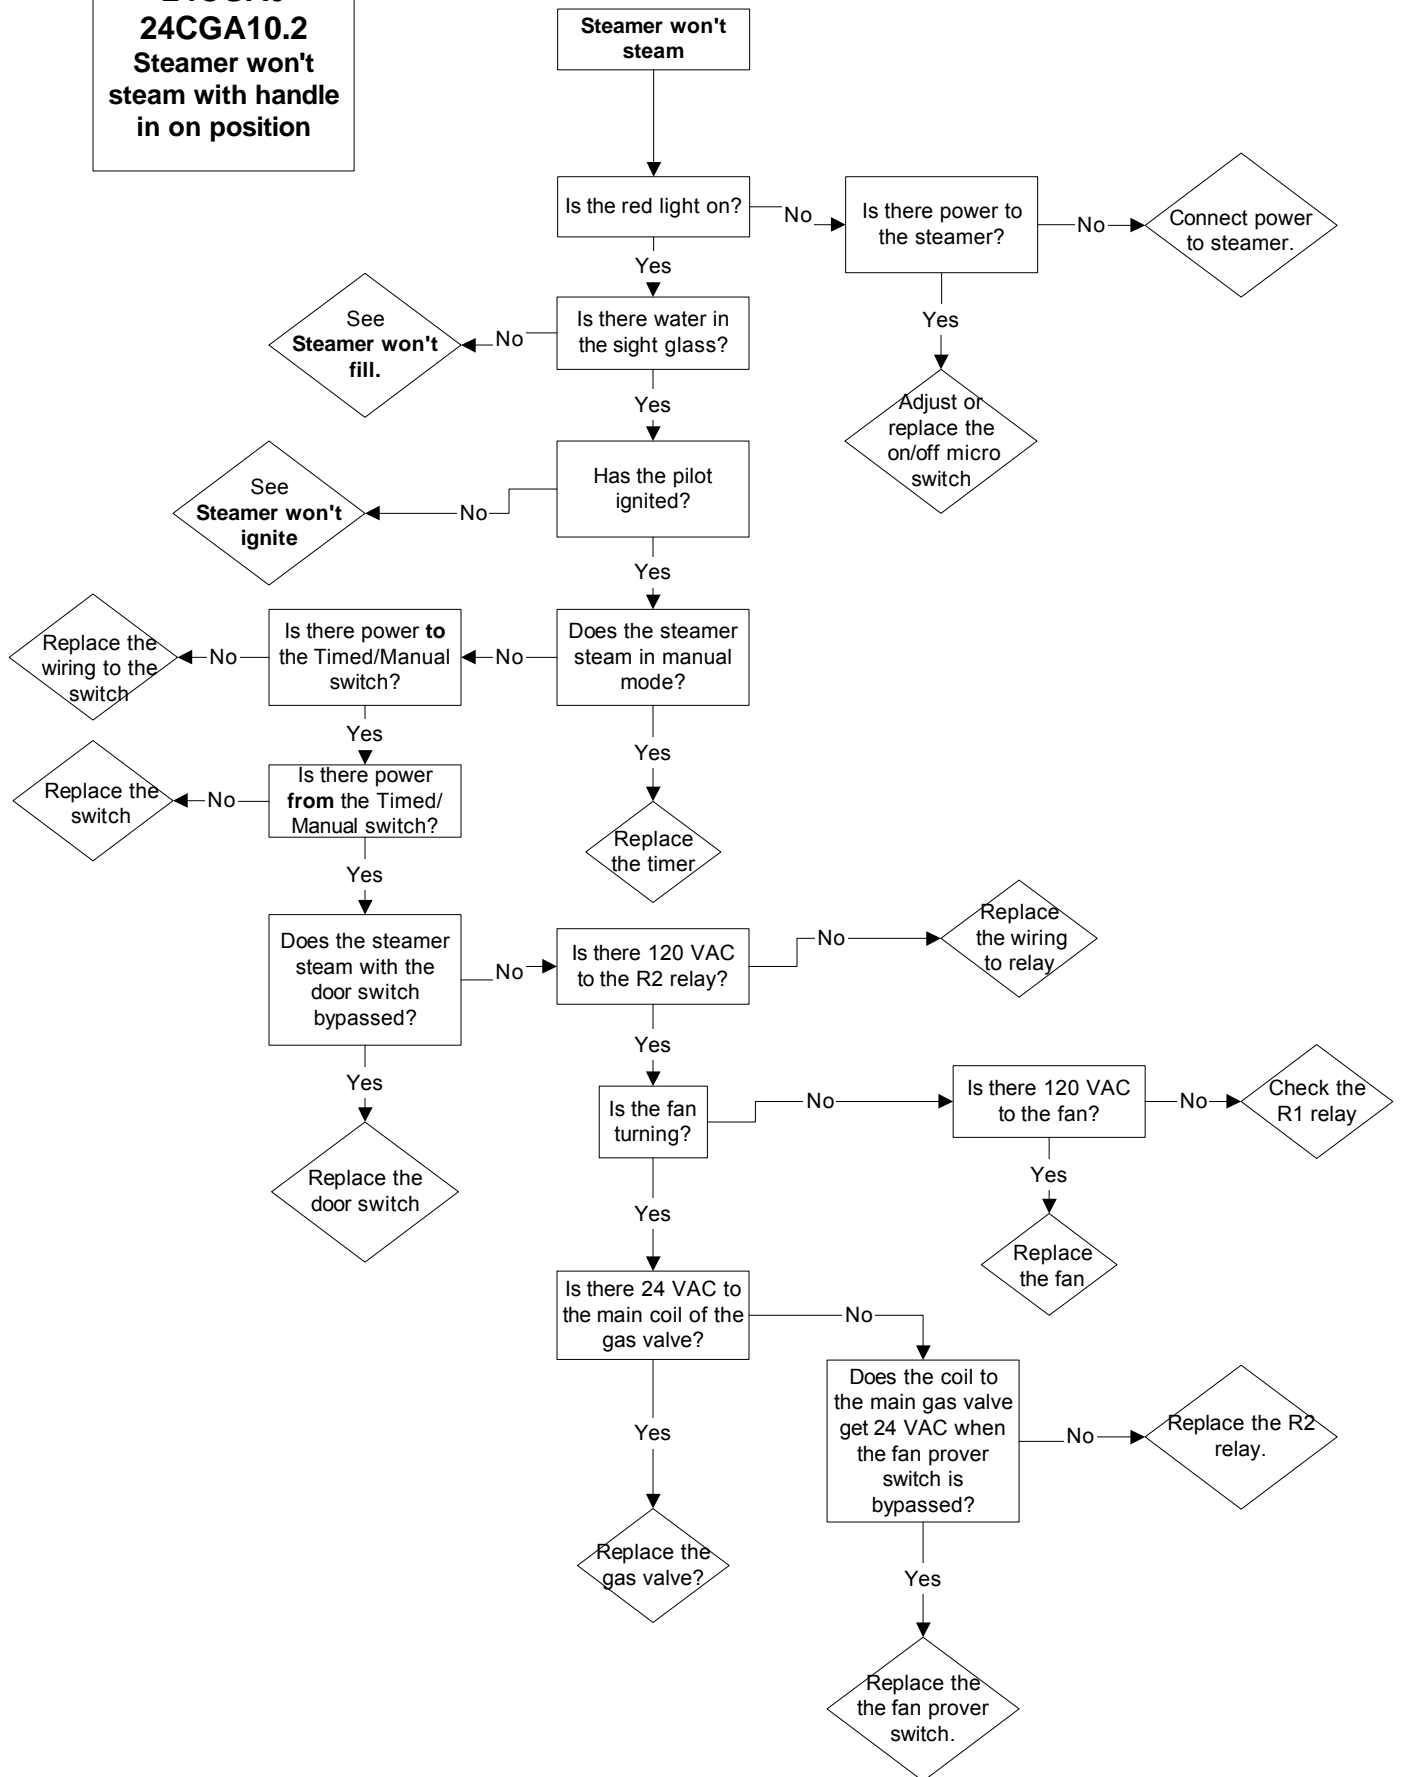 24CGA10.2
Steamer won't
steam with handle
in on position
Steamer won't
steam
Is the red light on?
No
Is there power to
the steamer?
No
Connect power
to steamer.
Yes
Yes
Adjust or
replace the
on/off micro
switch
Is there water in
the sight glass?
No
See
Steamer won't
fill.
Yes
Has the pilot
ignited?
No
See
Steamer won't
ignite
Yes
Does the steamer
steam in manual
mode?
No
Is there power to
the Timed/Manual
switch?
No
Replace the
wiring to the
switch
Yes
Replace
the timer
Yes
Is there power
from the Timed/
Manual switch?
No
Replace the
switch
Yes
Does the steamer
steam with the
door switch
bypassed?
No
Is there 120 VAC
to the R2 relay?
No
Replace
the wiring
to relay
Yes
Replace the
door switch
Yes
Is the fan
turning?
No
Is there 120 VAC
to the fan?
No
Check the
R1 relay
Yes
Replace
the fan
Yes
Is there 24 VAC to
the main coil of the
gas valve?
No
Does the coil to
the main gas valve
get 24 VAC when
the fan prover
switch is
bypassed?
No
Replace the R2
relay.
Yes
Replace the
gas valve?
Yes
Replace the
the fan prover
switch.